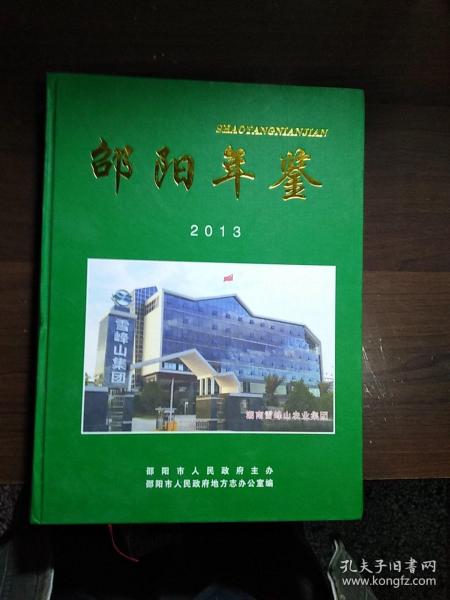 SHAOYANGNIANJIAN
邵阳年鉴
2013
雪峰山集团
湖南雪峰山农业集团
邵阳市人民政府主办
邵阳市人民政府地方志办公室编
孔夫子旧书网
www.kongfz.com